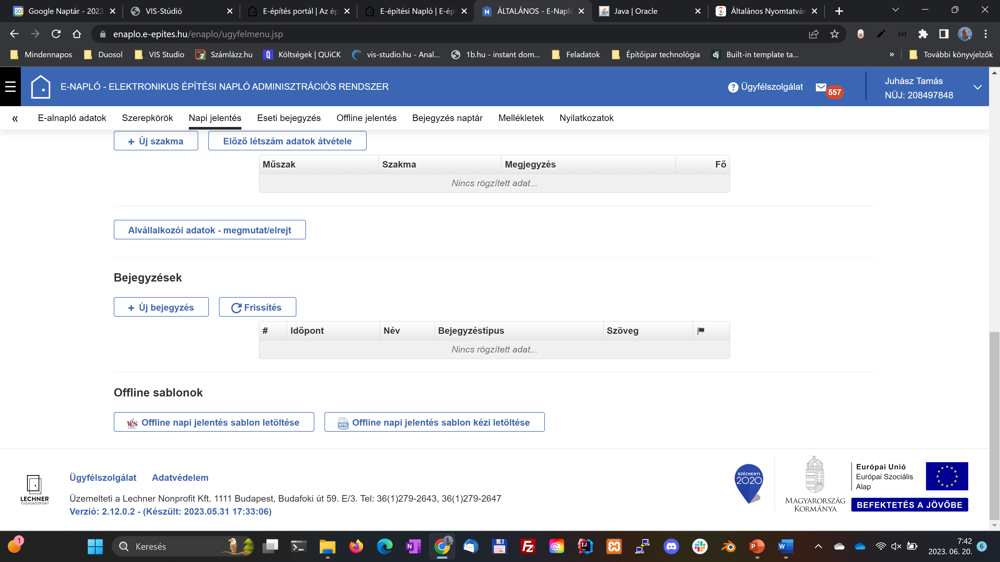 Google Naptár - 2023
VIS-Stúdió
E-építés portál | Az ép
E-építési Napló | E-épí
ÁLTALÁNOS - E-Napló
Java | Oracle
Általános Nyomtatván
enaplo.e-epites.hu/enaplo/ugyfelmenu.jsp
Mindennapos
Duosol
VIS Studio
Számlázz.hu
Költségek | QUiCK
vis-studio.hu - Anal...
1b.hu - instant dom...
Feladatok
Építőipar technológia
Built-in template ta...
»
További könyvjelzők
E-NAPLÓ - ELEKTRONIKUS ÉPÍTÉSI NAPLÓ ADMINISZTRÁCIÓS RENDSZER
Ügyfélszolgálat
557
Juhász Tamás
NÜJ: 208497848
«
E-alnapló adatok
Szerepkörök
Napi jelentés
Eseti bejegyzés
Offline jelentés
Bejegyzés naptár
Mellékletek
Nyilatkozatok
+ Új szakma
Előző létszám adatok átvétele
Műszak Szakma Megjegyzés Fő
Nincs rögzített adat...
Alvállalkozói adatok - megmutat/elrejt
Bejegyzések
+ Új bejegyzés
Frissítés
# Időpont Név Bejegyzéstípus Szöveg
Nincs rögzített adat...
Offline sablonok
Offline napi jelentés sablon letöltése
Offline napi jelentés sablon kézi letöltése
LECHNER
TUDÁSKÖZPONT
Ügyfélszolgálat
Adatvédelem
Üzemelteti a Lechner Nonprofit Kft. 1111 Budapest, Budafoki út 59. E/3. Tel: 36(1)279-2643, 36(1)279-2647
Verzió: 2.12.0.2 - (Készült: 2023.05.31 17:33:06)
SZÉCHENYI
2020
MAGYARORSZÁG
KORMÁNYA
Európai Unió
Európai Szociális
Alap
BEFEKTETÉS A JÖVŐBE
1
Keresés
7:42
2023. 06. 20.
6